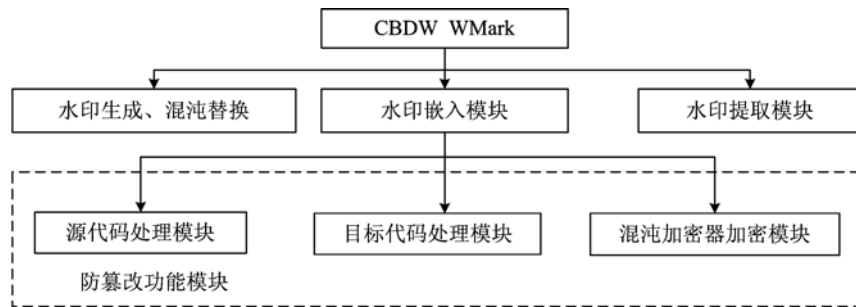 CBDW WMark
水印生成、混沌替换
水印嵌入模块
水印提取模块
源代码处理模块
目标代码处理模块
混沌加密器加密模块
防篡改功能模块